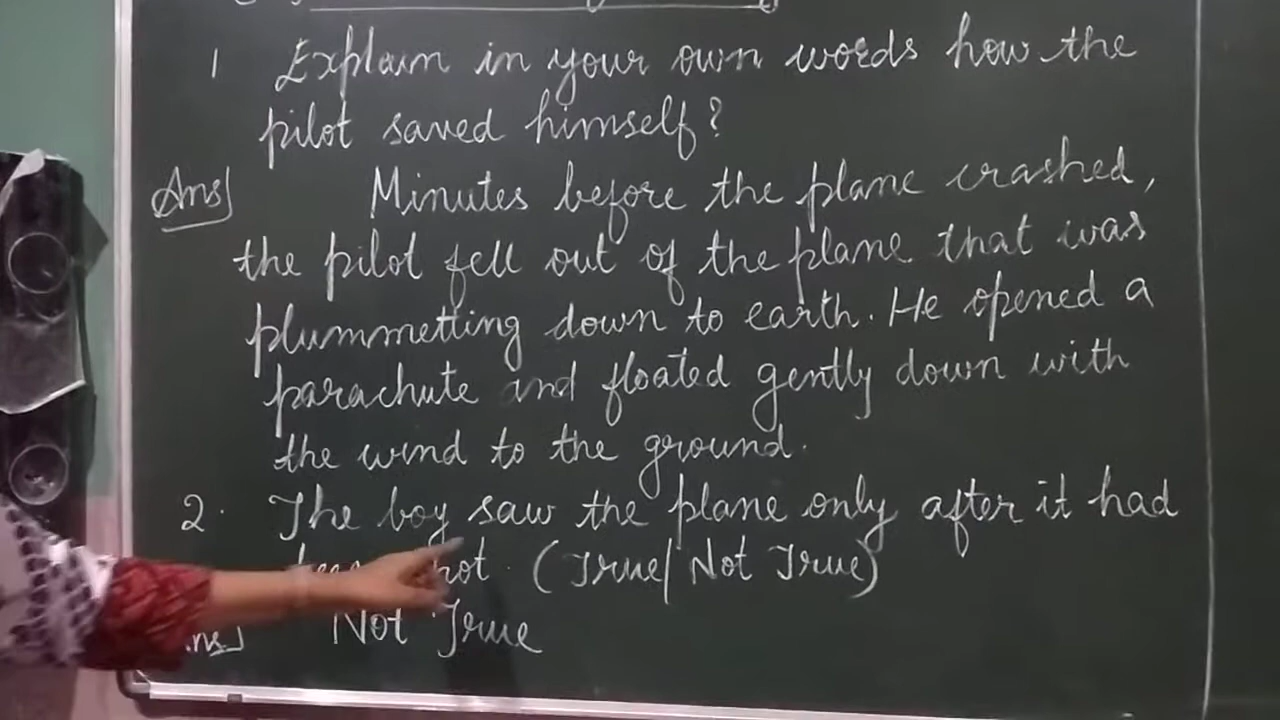 1 Explain in your own words how the
pilot saved himself?
Ans] Minutes before the plane crashed,
the pilot fell out of the plane that was
plummetting down to earth. He opened a
parachute and floated gently down with
the wind to the ground.
2. The boy saw the plane only after it had
(True/Not True)
Ans] Not True